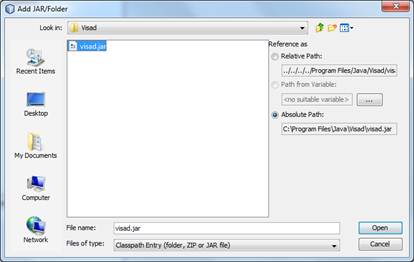 Add JAR/Folder
Look in:
Visad
visad.jar
Recent Items
Desktop
My Documents
Computer
Network
Reference as
Relative Path:
../../../../Program Files/Java/Visad/visa
Path from Variable:
<no suitable variable>
...
Absolute Path:
C:\Program Files\Java\Visad\visad.jar
File name:
visad.jar
Open
Files of type:
Classpath Entry (folder, ZIP or JAR file)
Cancel